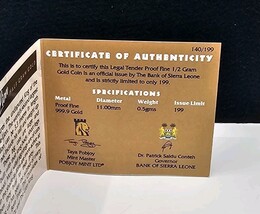 140/199
CERTIFICATE OF AUTHENTICITY
This is to certify this Legal Tender Proof Fine 1/2 Gram
Gold Coin is an official Issue by The Bank of Sierra Leone
and is strictly limited to only 199.
SPECIFICATIONS
Metal Diameter Weight Issue Limit
Proof Fine 11.00mm 0.5gms 199
999.9 Gold
Taya Pobjoy
Mint Master
POBJOY MINT LTD
Dr. Patrick Saidu Conteh
Governor
BANK OF SIERRA LEONE